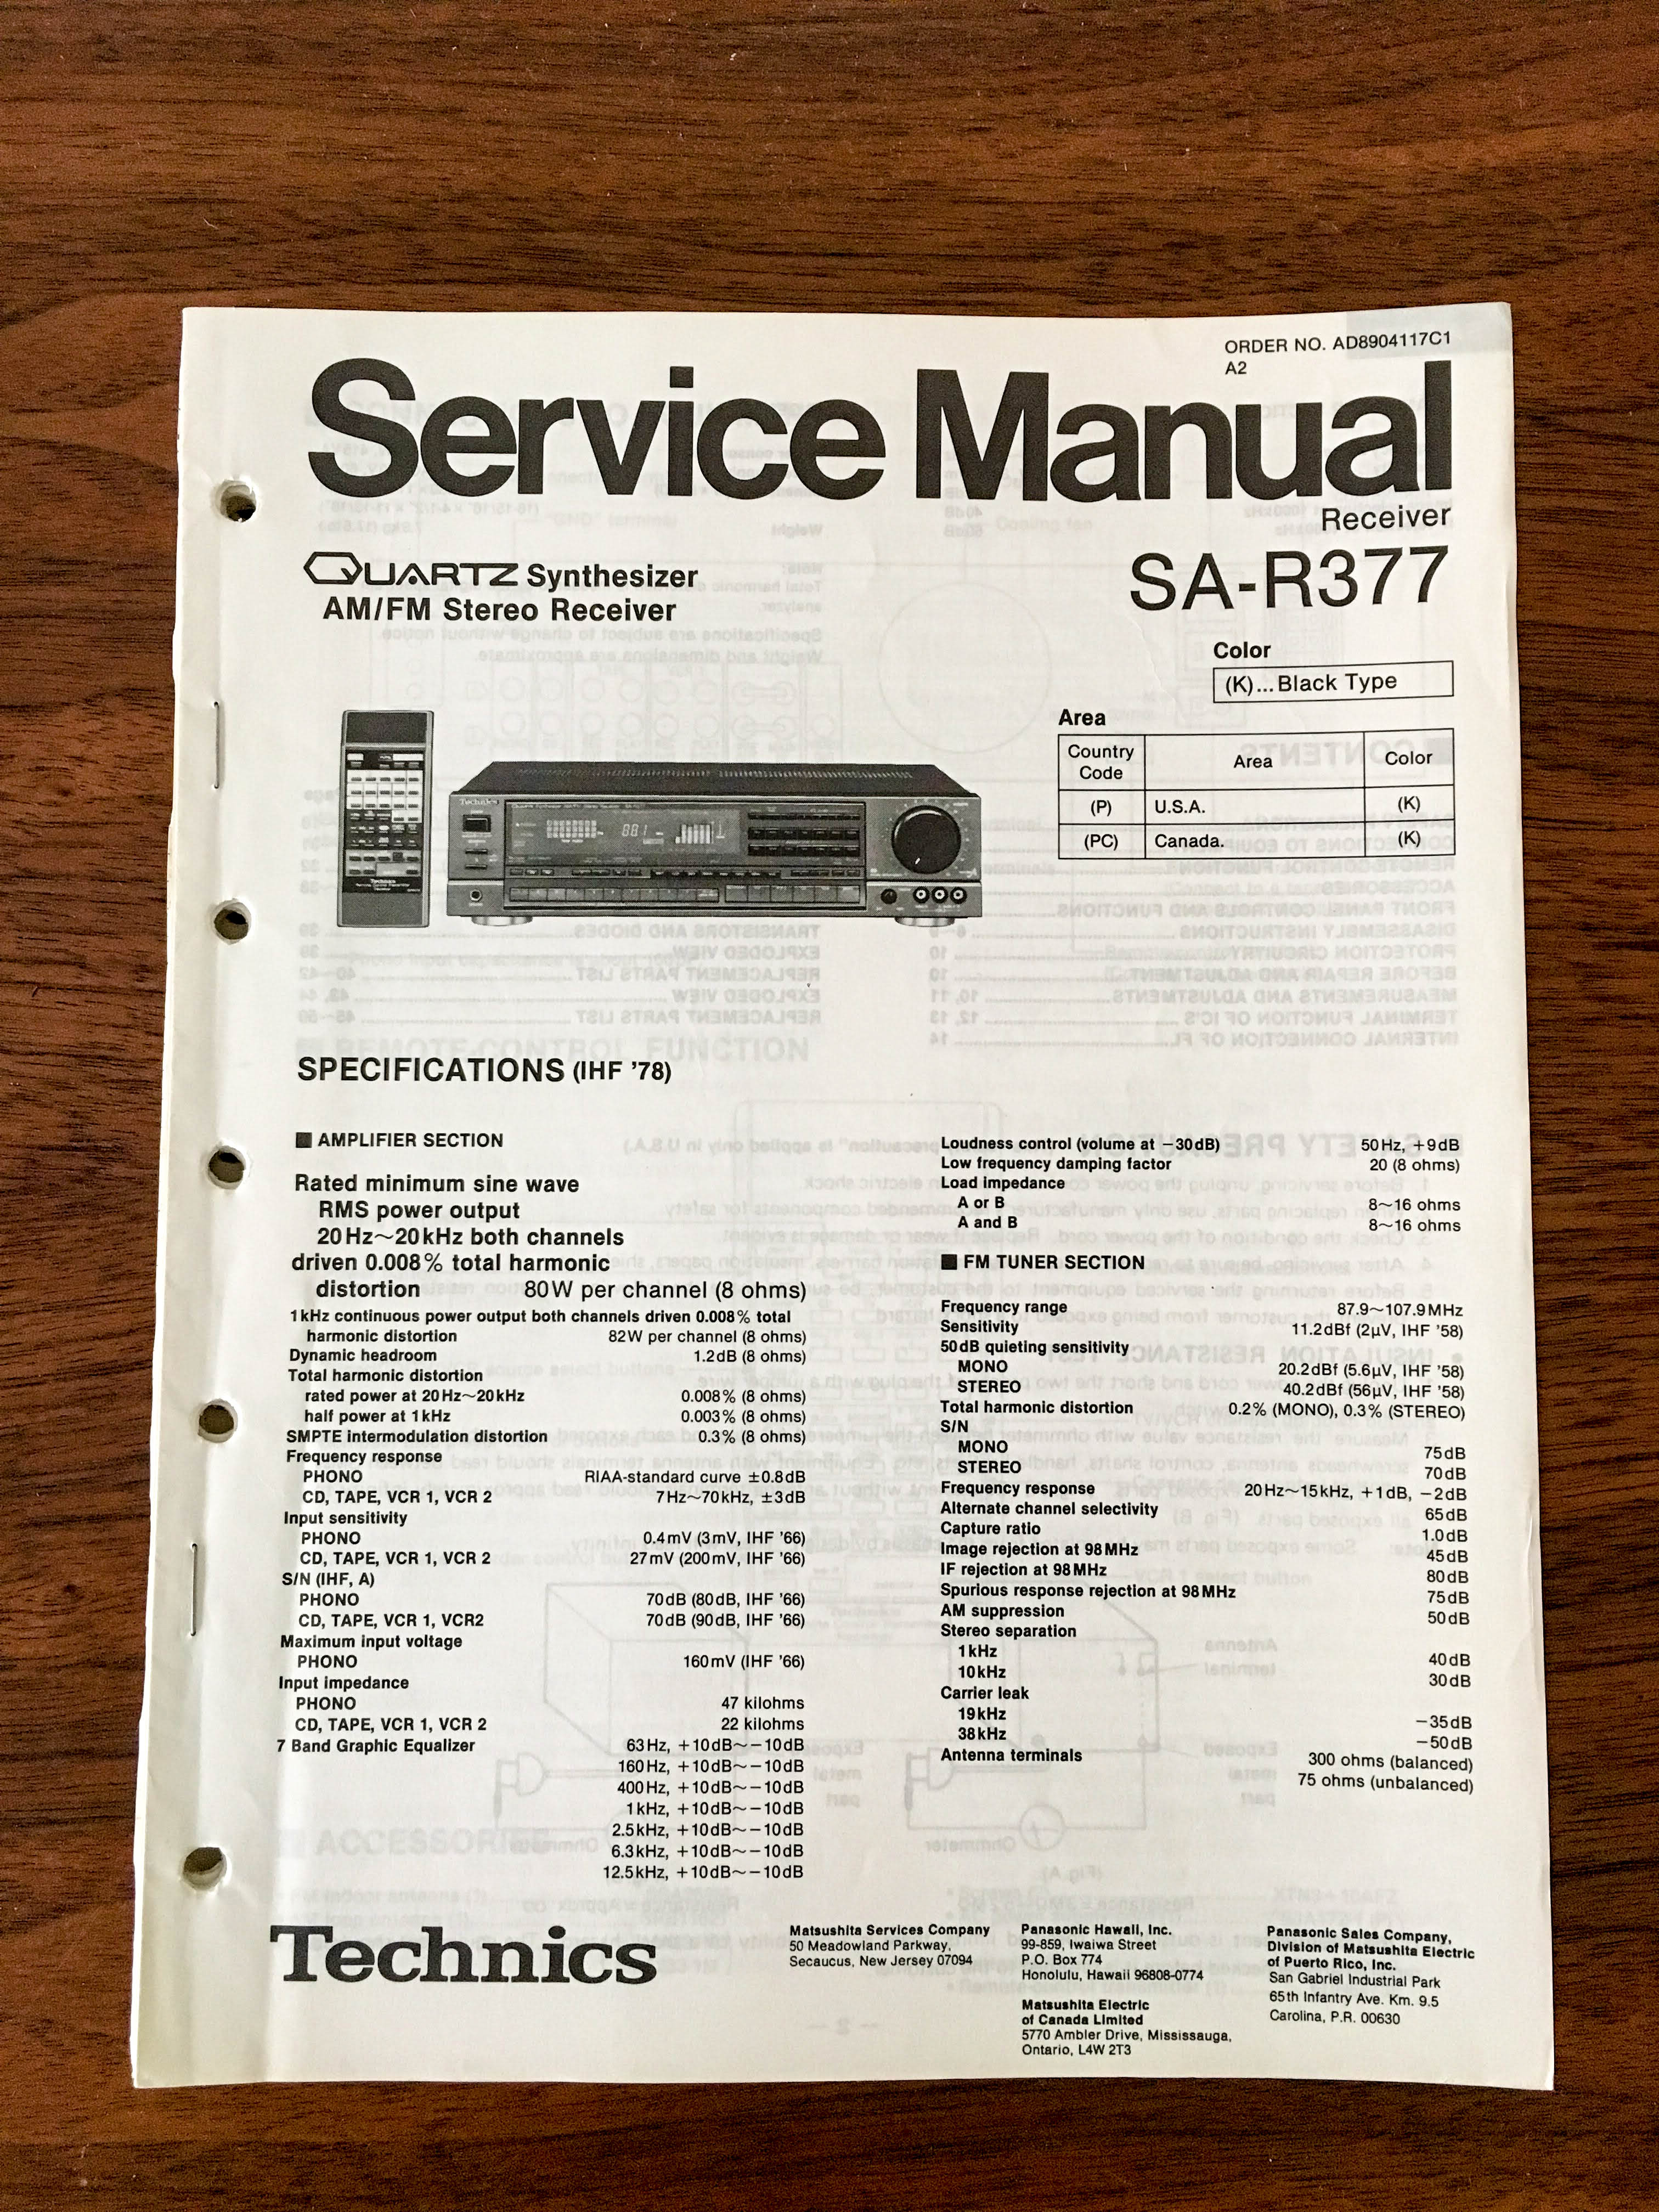 ORDER NO. AD8904117C1
A2
Service Manual
Receiver
QUARTZ Synthesizer
AM/FM Stereo Receiver
SA-R377
Color
(K)...Black Type
Area
Country Code Area Color
(P) U.S.A. (K)
(PC) Canada. (K)
Technics
881
Technics
SPECIFICATIONS (IHF '78)
■ AMPLIFIER SECTION
Rated minimum sine wave
RMS power output
20Hz~20kHz both channels
driven 0.008% total harmonic
distortion 80W per channel (8 ohms)
1kHz continuous power output both channels driven 0.008% total
harmonic distortion 82W per channel (8 ohms)
Dynamic headroom 1.2dB (8 ohms)
Total harmonic distortion
rated power at 20Hz~20kHz 0.008% (8 ohms)
half power at 1kHz 0.003% (8 ohms)
SMPTE intermodulation distortion 0.3% (8 ohms)
Frequency response
PHONO RIAA-standard curve ±0.8dB
CD, TAPE, VCR 1, VCR 2 7Hz~70kHz, ±3dB
Input sensitivity
PHONO 0.4mV (3mV, IHF '66)
CD, TAPE, VCR 1, VCR 2 27mV (200mV, IHF '66)
S/N (IHF, A)
PHONO 70dB (80dB, IHF '66)
CD, TAPE, VCR 1, VCR2 70dB (90dB, IHF '66)
Maximum input voltage
PHONO 160mV (IHF '66)
Input impedance
PHONO 47 kilohms
CD, TAPE, VCR 1, VCR 2 22 kilohms
7 Band Graphic Equalizer 63Hz, +10dB~−10dB
160Hz, +10dB~−10dB
400Hz, +10dB~−10dB
1kHz, +10dB~−10dB
2.5kHz, +10dB~−10dB
6.3kHz, +10dB~−10dB
12.5kHz, +10dB~−10dB
Loudness control (volume at −30dB) 50Hz, +9dB
Low frequency damping factor 20 (8 ohms)
Load impedance
A or B 8~16 ohms
A and B 8~16 ohms
■ FM TUNER SECTION
Frequency range 87.9~107.9MHz
Sensitivity 11.2dBf (2μV, IHF '58)
50dB quieting sensitivity
MONO 20.2dBf (5.6μV, IHF '58)
STEREO 40.2dBf (56μV, IHF '58)
Total harmonic distortion 0.2% (MONO), 0.3% (STEREO)
S/N
MONO 75dB
STEREO 70dB
Frequency response 20Hz~15kHz, +1dB, −2dB
Alternate channel selectivity 65dB
Capture ratio 1.0dB
Image rejection at 98MHz 45dB
IF rejection at 98MHz 80dB
Spurious response rejection at 98MHz 75dB
AM suppression 50dB
Stereo separation
1kHz 40dB
10kHz 30dB
Carrier leak
19kHz −35dB
38kHz −50dB
Antenna terminals 300 ohms (balanced)
75 ohms (unbalanced)
Technics
Matsushita Services Company
50 Meadowland Parkway,
Secaucus, New Jersey 07094
Panasonic Hawaii, Inc.
99-859, Iwaiwa Street
P.O. Box 774
Honolulu, Hawaii 96808-0774
Matsushita Electric
of Canada Limited
5770 Ambler Drive, Mississauga,
Ontario, L4W 2T3
Panasonic Sales Company,
Division of Matsushita Electric
of Puerto Rico, Inc.
San Gabriel Industrial Park
65th Infantry Ave. Km. 9.5
Carolina, P.R. 00630